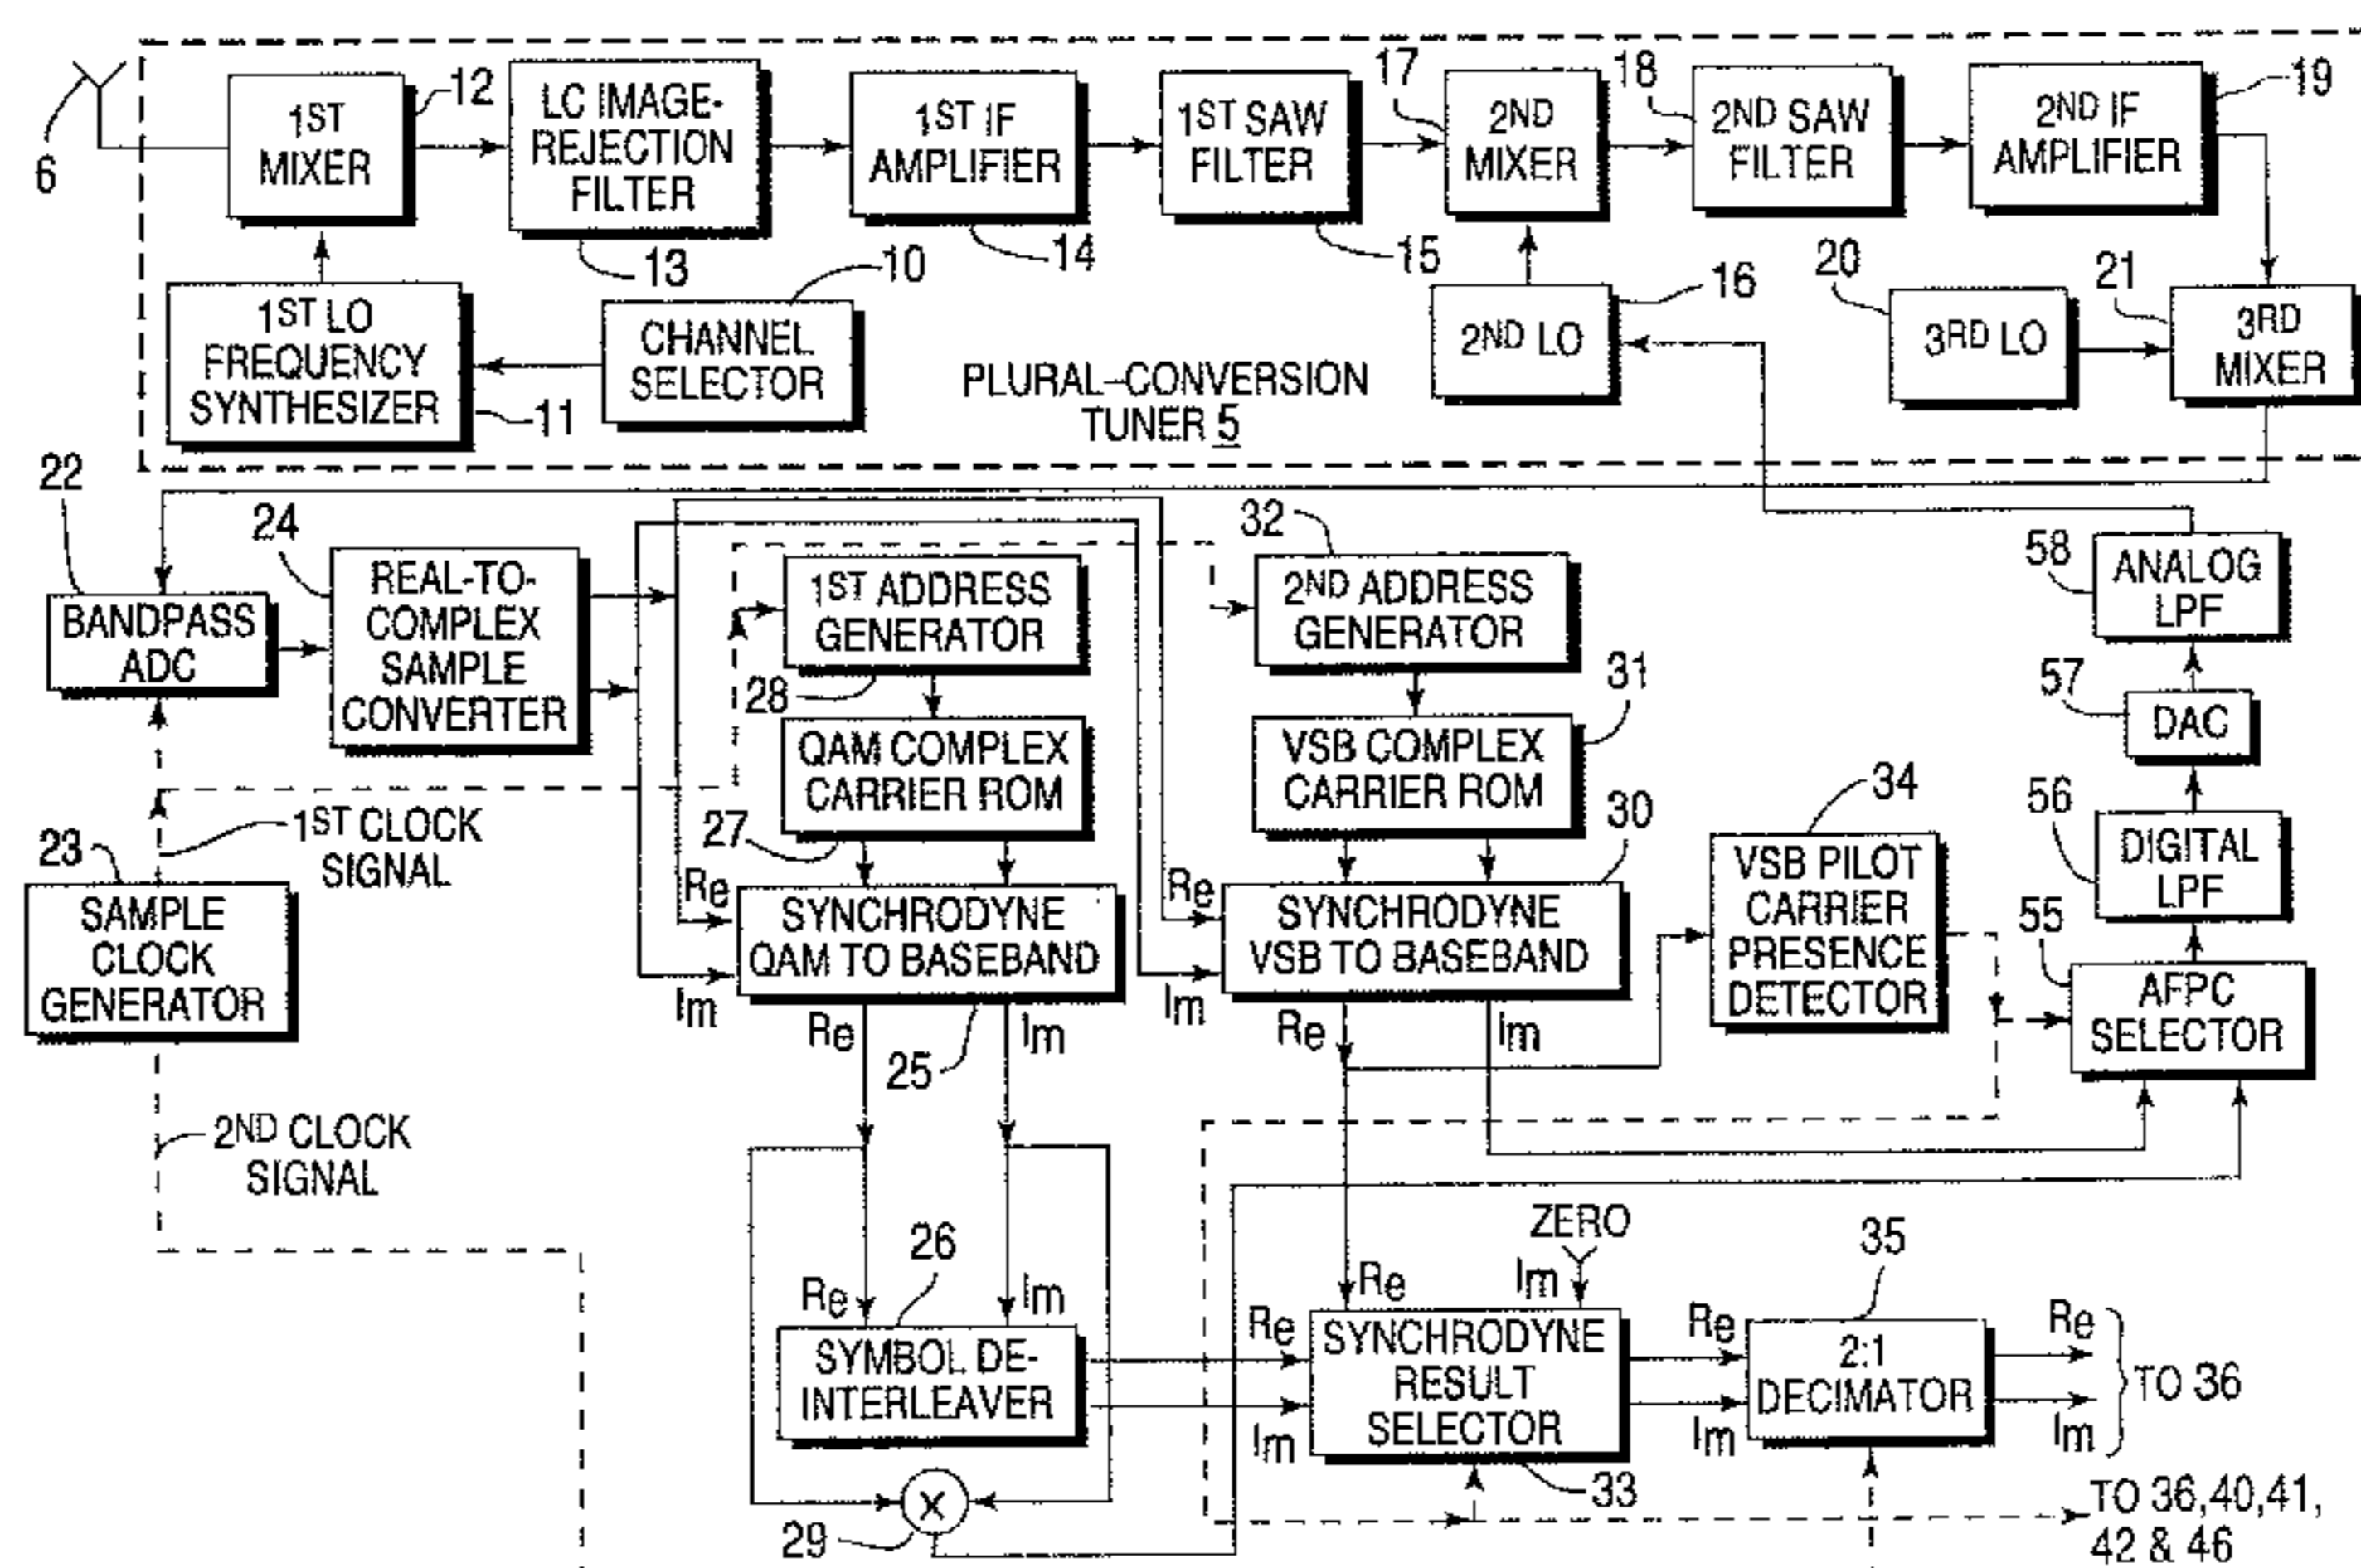 6
1ST
MIXER
12
LC IMAGE-
REJECTION
FILTER
13
1ST IF
AMPLIFIER
14
1ST SAW
FILTER
15
17
2ND
MIXER
18
2ND SAW
FILTER
2ND IF
AMPLIFIER
19
1ST LO
FREQUENCY
SYNTHESIZER
11
10
CHANNEL
SELECTOR
PLURAL-CONVERSION
TUNER 5
2ND LO
16
20
3RD LO
21
3RD
MIXER
22
BANDPASS
ADC
24
REAL-TO-
COMPLEX
SAMPLE
CONVERTER
1ST ADDRESS
GENERATOR
28
32
2ND ADDRESS
GENERATOR
58
ANALOG
LPF
QAM COMPLEX
CARRIER ROM
27
VSB COMPLEX
CARRIER ROM
31
57
DAC
1ST CLOCK
SIGNAL
23
SAMPLE
CLOCK
GENERATOR
Re
Im
SYNCHRODYNE
QAM TO BASEBAND
25
Re
Im
Re
Im
SYNCHRODYNE
VSB TO BASEBAND
30
Re
Im
34
VSB PILOT
CARRIER
PRESENCE
DETECTOR
56
DIGITAL
LPF
55
AFPC
SELECTOR
2ND CLOCK
SIGNAL
26
Re
Im
SYMBOL DE-
INTERLEAVER
29
X
Re
Im
Re
ZERO
Im
SYNCHRODYNE
RESULT
SELECTOR
33
Re
Im
35
2:1
DECIMATOR
Re
Im
TO 36
TO 36,40,41,
42 & 46